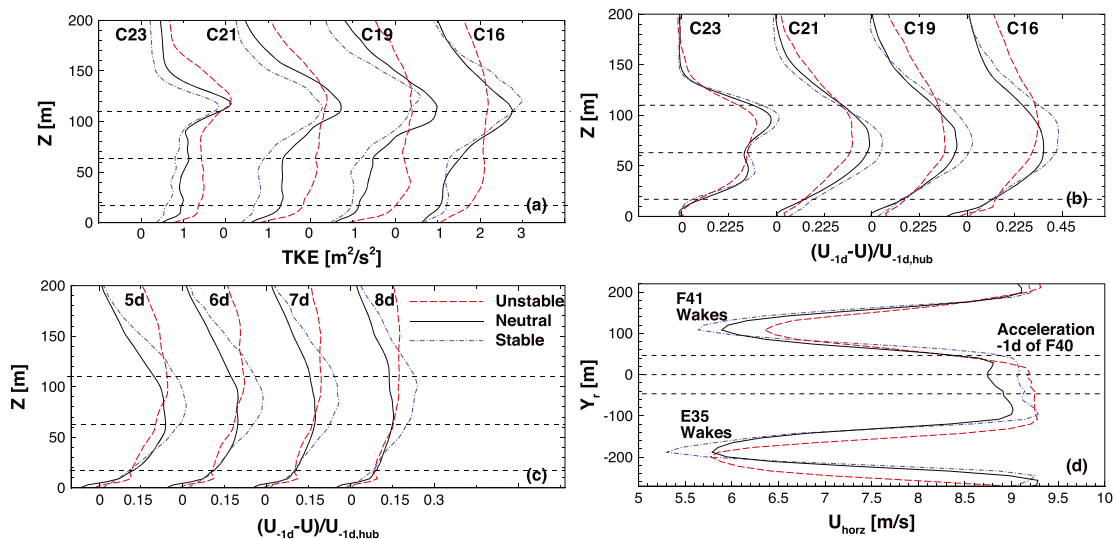 200
150
100
50
0
Z [m]
C23 C21 C19 C16
(a)
0 0 0 1 0 1 0 1 2 3
TKE [m²/s²]
200
150
100
50
0
Z [m]
C23 C21 C19 C16
(b)
0 0.225 0 0.225 0 0.225 0 0.225 0.45
(U-1d-U)/U-1d,hub
200
150
100
50
0
Z [m]
5d 6d 7d 8d
Unstable
Neutral
Stable
(c)
0 0.15 0 0.15 0 0.15 0 0.15 0.3
(U-1d-U)/U-1d,hub
200
100
0
-100
-200
Yr [m]
F41
Wakes
Acceleration
-1d of F40
E35
Wakes
(d)
5 5.5 6 6.5 7 7.5 8 8.5 9 9.5 10
Uhorz [m/s]